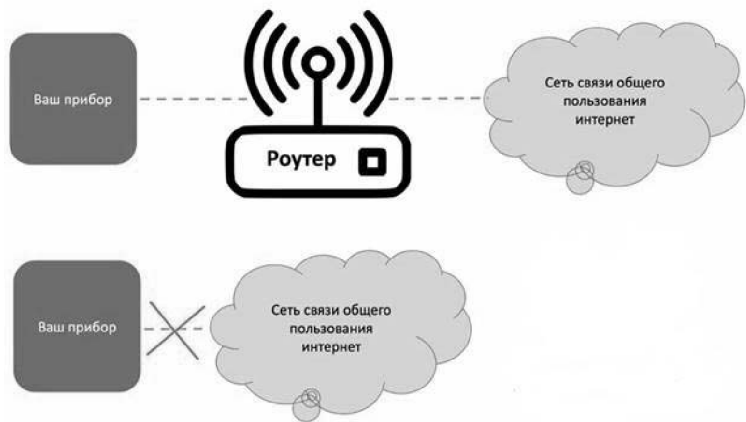 Ваш прибор
Роутер
Сеть связи общего
пользования
интернет
Ваш прибор
Сеть связи общего
пользования
интернет